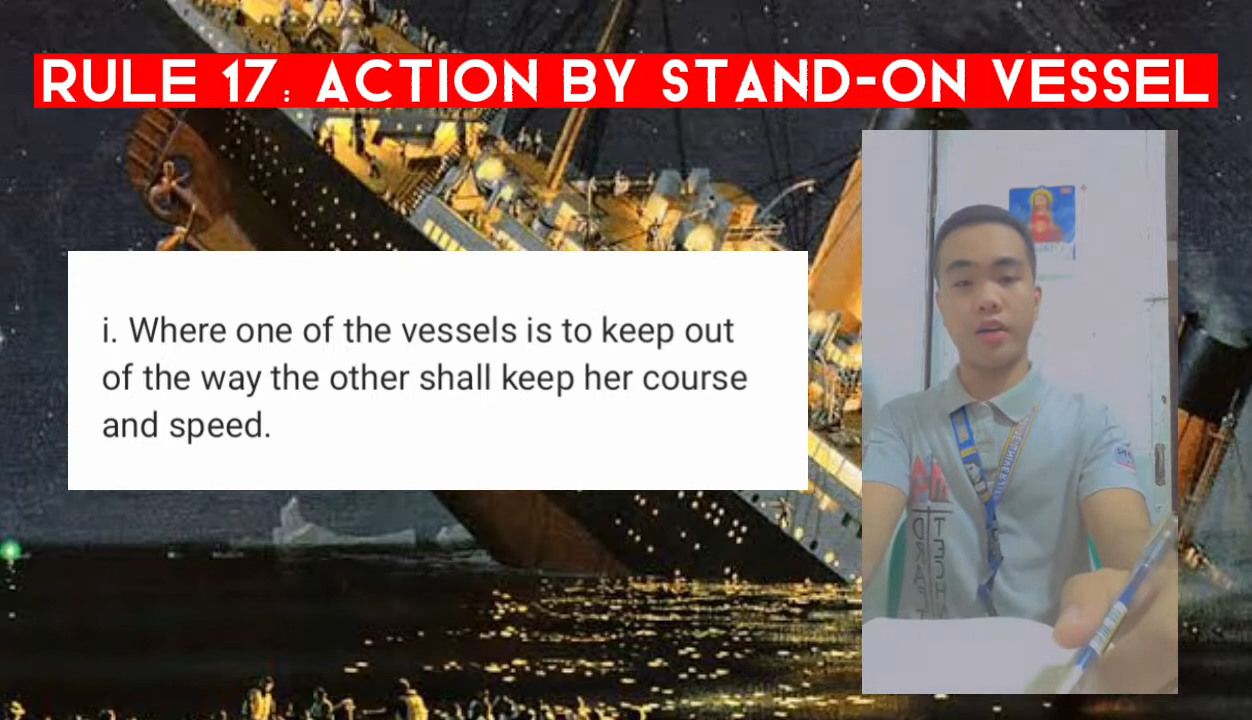 RULE 17: ACTION BY STAND-ON VESSEL
i. Where one of the vessels is to keep out
of the way the other shall keep her course
and speed.